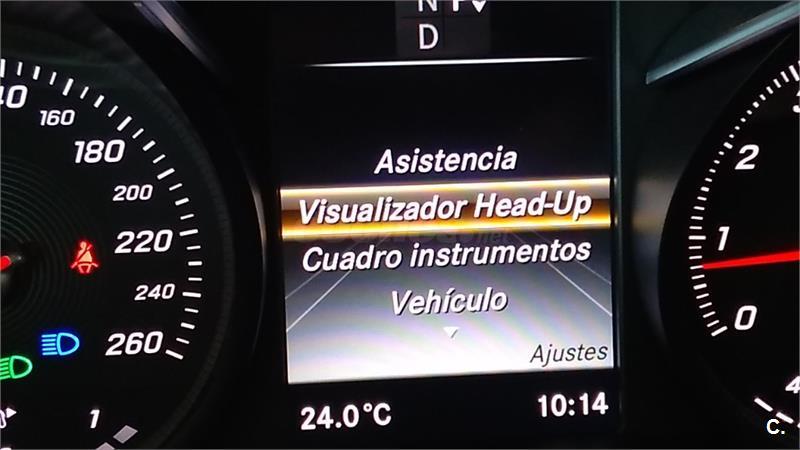 D
Asistencia
Visualizador Head-Up
Cuadro instrumentos
Vehículo
Ajustes
24.0°C
10:14
160
180
200
220
240
260
1
2
1
0
C.